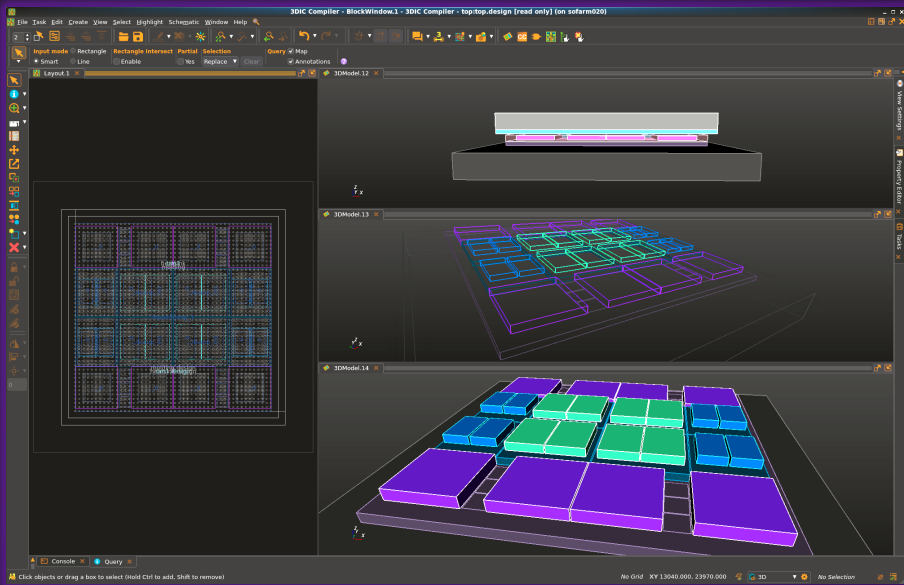 3DIC Compiler - BlockWindow.1 - 3DIC Compiler - top:top.design [read only] (on sofarm020)
File Task Edit Create View Select Highlight Schematic Window Help
2
Input mode Rectangle Rectangle Intersect Partial Selection Query Map
Smart Line Enable Yes Replace Clear Annotations
Layout.1
3DModel.12
View Settings
Property Editor
Tasks
Z
Y X
3DModel.13
Z
Y X
3DModel.14
Z
Y X
0
Console Query
Click objects or drag a box to select (Hold Ctrl to add, Shift to remove)
No Grid XY 13040.000, 23970.000 3D No Selection